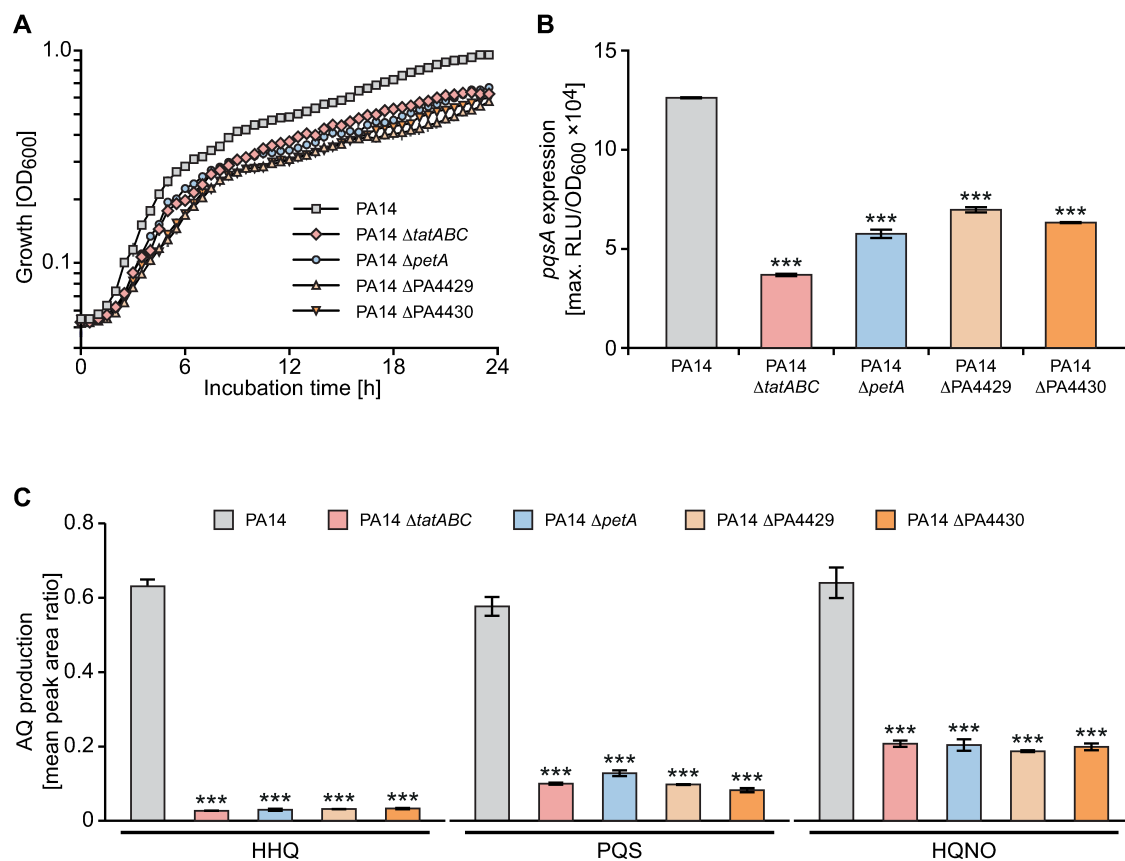 A
Growth [OD600]
1.0
0.1
0
6
12
18
24
Incubation time [h]
PA14
PA14 ΔtatABC
PA14 ΔpetA
PA14 ΔPA4429
PA14 ΔPA4430
B
pqsA expression
[max. RLU/OD600 ×10⁴]
15
10
5
0
***
***
***
***
PA14
PA14
ΔtatABC
PA14
ΔpetA
PA14
ΔPA4429
PA14
ΔPA4430
C
AQ production
[mean peak area ratio]
0.8
0.6
0.4
0.2
0
PA14
PA14 ΔtatABC
PA14 ΔpetA
PA14 ΔPA4429
PA14 ΔPA4430
*** *** *** ***
*** *** *** ***
*** *** *** ***
HHQ
PQS
HQNO